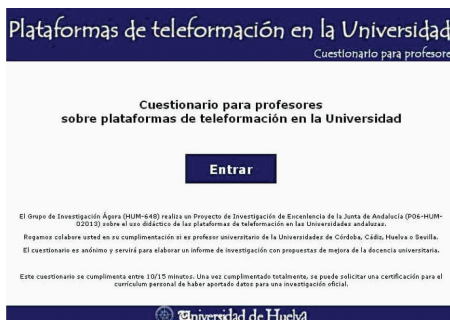 Plataformas de teleformación en la Universidad
Cuestionario para profesore
Cuestionario para profesores
sobre plataformas de teleformación en la Universidad
Entrar
El Grupo de Investigación Ágora (HUM-648) realiza un Proyecto de Investigación de Excenlencia de la Junta de Andalucía (P06-HUM-
02013) sobre el uso didáctico de las plataformas de teleformación en las Universidades andaluzas.
Rogamos colabore usted en su cumplimentación si es profesor universitario de la Universidades de Córdoba, Cádiz, Huelva o Sevilla.
El cuestionario es anónimo y servirá para elaborar un informe de investigación con propuestas de mejora de la docencia universitaria.
Este cuestionario se cumplimenta entre 10/15 minutos. Una vez cumplimentado totalmente, se puede solicitar una certificación para el
currículum personal de haber aportado datos para una investigación oficial.
Universidad de Huelva